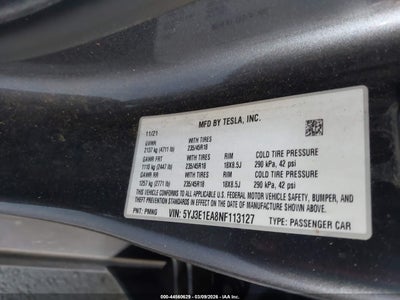 MFD BY TESLA, INC.
11/21
GVWR WITH TIRES
2137 kg (4711 lb) 235/45R18
GAWR FRT WITH TIRES RIM COLD TIRE PRESSURE
1110 kg (2447 lb) 235/45R18 18X8.5J 290 kPa, 42 psi
GAWR RR WITH TIRES RIM COLD TIRE PRESSURE
1257 kg (2771 lb) 235/45R18 18X8.5J 290 kPa, 42 psi
THIS VEHICLE CONFORMS TO ALL APPLICABLE U.S.
FEDERAL MOTOR VEHICLE SAFETY, BUMPER, AND
THEFT PREVENTION STANDARDS IN EFFECT ON THE DATE OF
MANUFACTURE SHOWN ABOVE.
PNT: PMNG VIN: 5YJ3E1EA8NF113127 TYPE: PASSENGER CAR
000-44560629 - 03/09/2026 - IAAI.COM